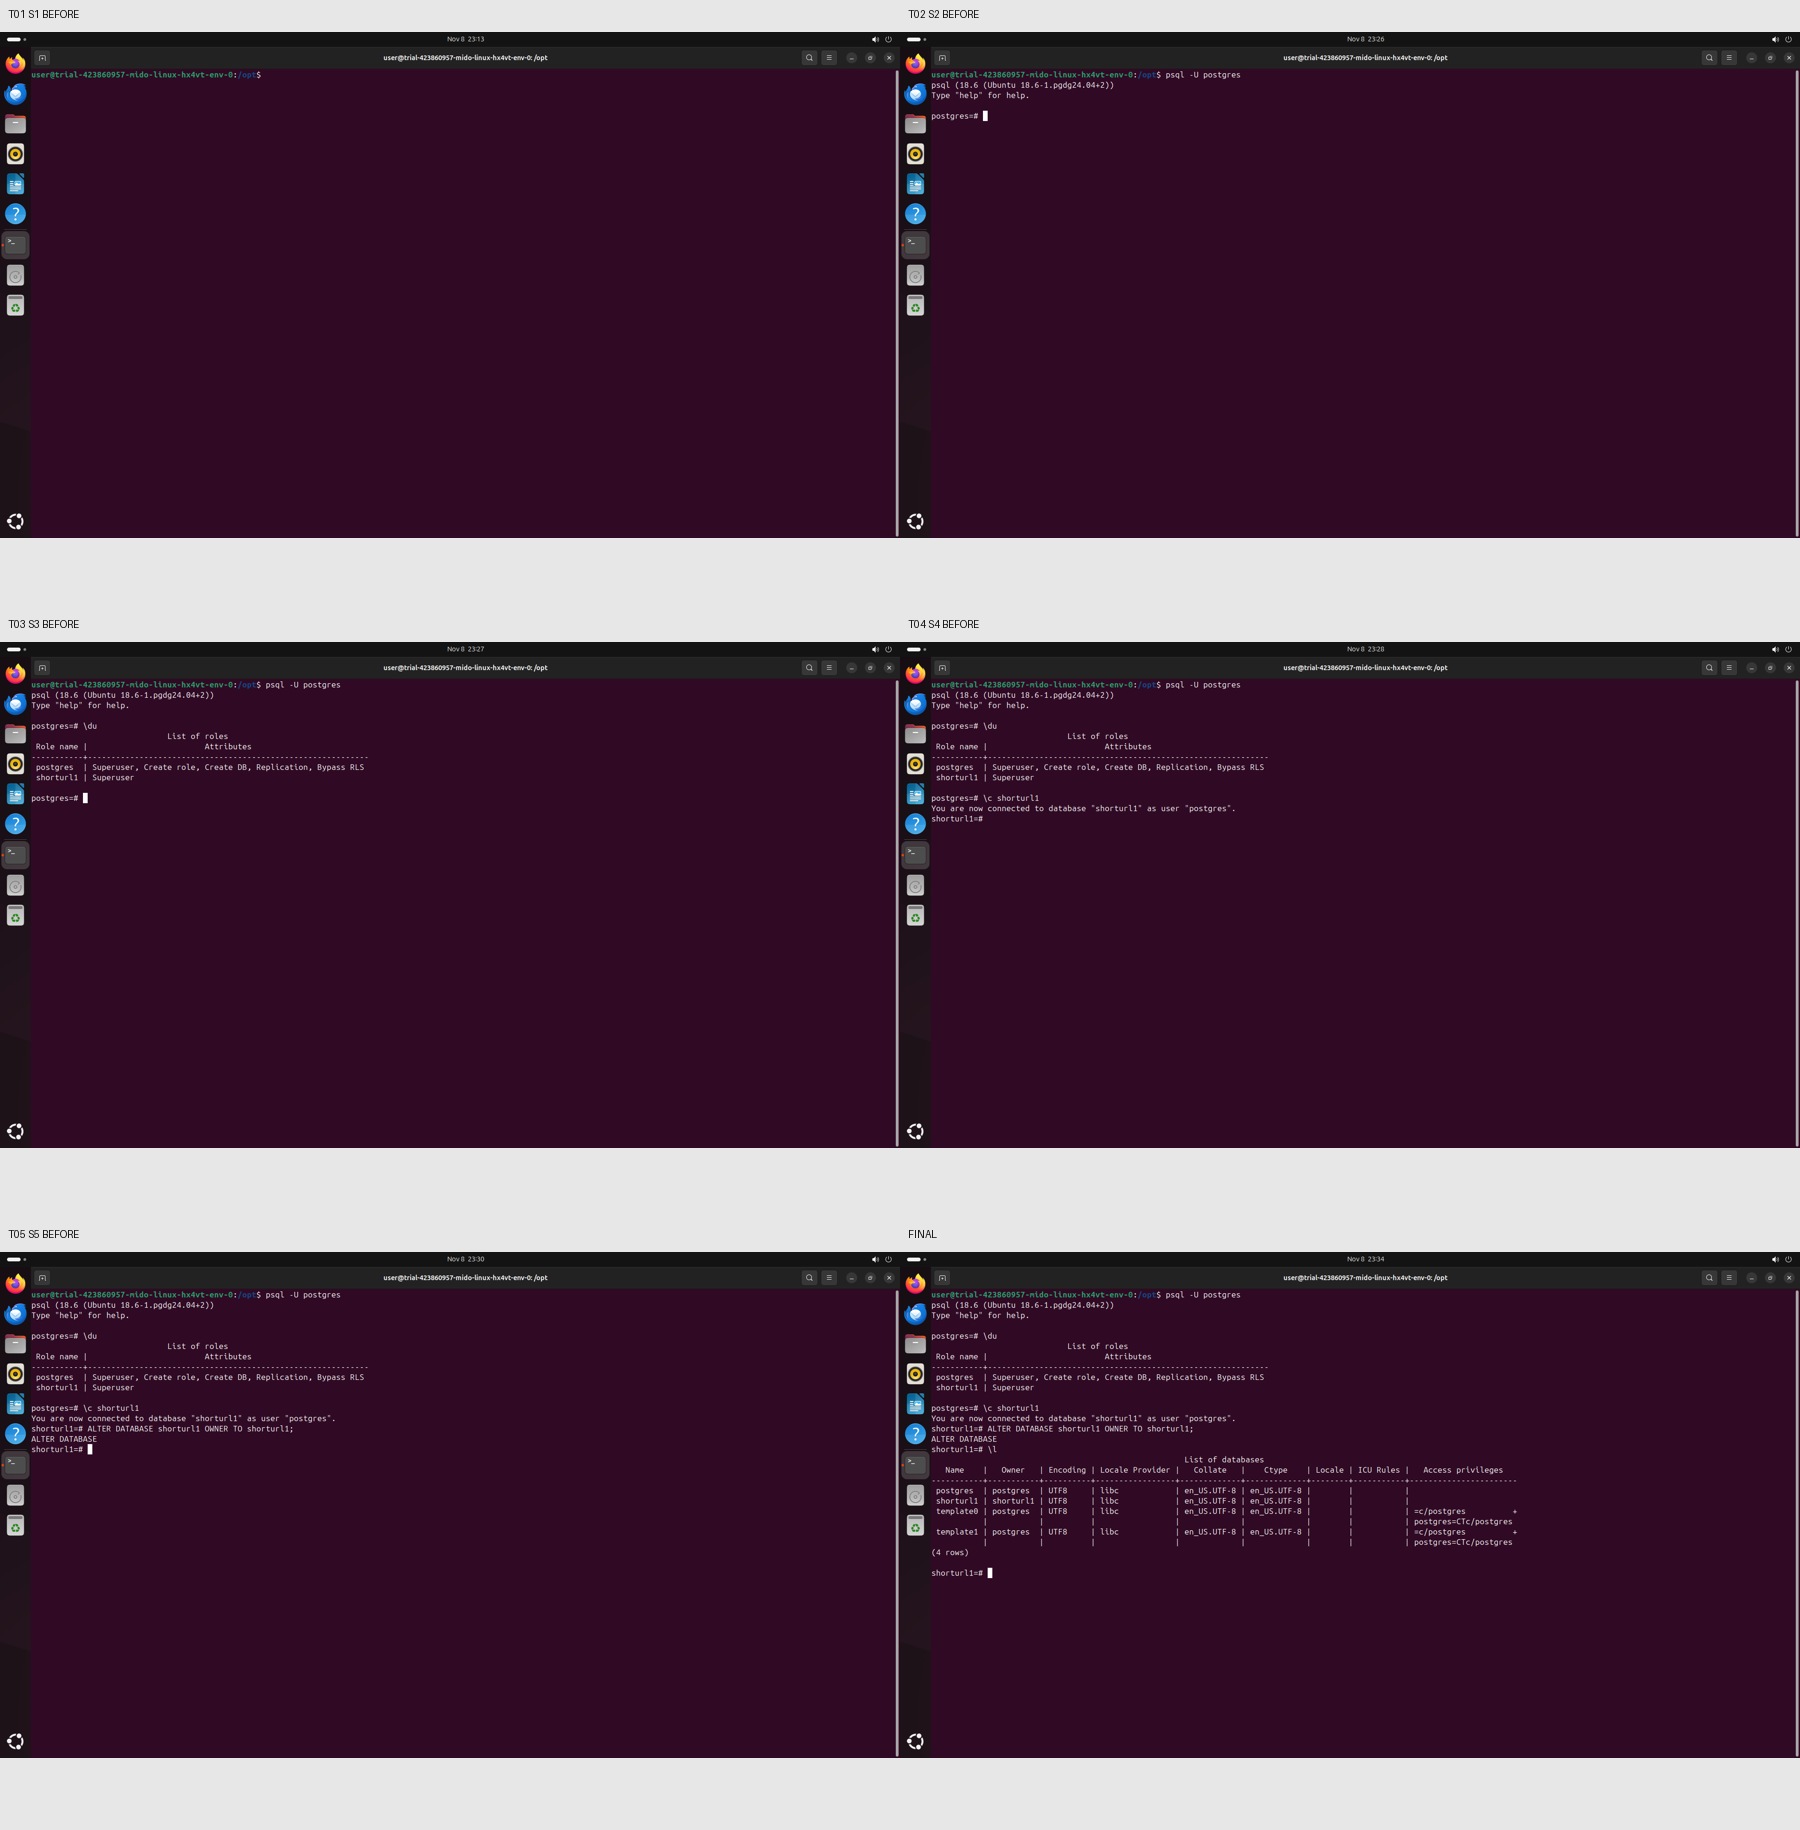 T01 S1 BEFORE
Nov 8 23:13
user@trial-423860957-mido-linux-hx4vt-env-0: /opt
user@trial-423860957-mido-linux-hx4vt-env-0:/opt$
T02 S2 BEFORE
Nov 8 23:26
user@trial-423860957-mido-linux-hx4vt-env-0: /opt
user@trial-423860957-mido-linux-hx4vt-env-0:/opt$ psql -U postgres
psql (18.6 (Ubuntu 18.6-1.pgdg24.04+2))
Type "help" for help.
postgres=#
T03 S3 BEFORE
Nov 8 23:27
user@trial-423860957-mido-linux-hx4vt-env-0: /opt
user@trial-423860957-mido-linux-hx4vt-env-0:/opt$ psql -U postgres
psql (18.6 (Ubuntu 18.6-1.pgdg24.04+2))
Type "help" for help.
postgres=# \du
List of roles
Role name | Attributes
-----------+------------------------------------------------------------
postgres | Superuser, Create role, Create DB, Replication, Bypass RLS
shorturl1 | Superuser
postgres=#
T04 S4 BEFORE
Nov 8 23:28
user@trial-423860957-mido-linux-hx4vt-env-0: /opt
user@trial-423860957-mido-linux-hx4vt-env-0:/opt$ psql -U postgres
psql (18.6 (Ubuntu 18.6-1.pgdg24.04+2))
Type "help" for help.
postgres=# \du
List of roles
Role name | Attributes
-----------+------------------------------------------------------------
postgres | Superuser, Create role, Create DB, Replication, Bypass RLS
shorturl1 | Superuser
postgres=# \c shorturl1
You are now connected to database "shorturl1" as user "postgres".
shorturl1=#
T05 S5 BEFORE
Nov 8 23:30
user@trial-423860957-mido-linux-hx4vt-env-0: /opt
user@trial-423860957-mido-linux-hx4vt-env-0:/opt$ psql -U postgres
psql (18.6 (Ubuntu 18.6-1.pgdg24.04+2))
Type "help" for help.
postgres=# \du
List of roles
Role name | Attributes
-----------+------------------------------------------------------------
postgres | Superuser, Create role, Create DB, Replication, Bypass RLS
shorturl1 | Superuser
postgres=# \c shorturl1
You are now connected to database "shorturl1" as user "postgres".
shorturl1=# ALTER DATABASE shorturl1 OWNER TO shorturl1;
ALTER DATABASE
shorturl1=#
FINAL
Nov 8 23:34
user@trial-423860957-mido-linux-hx4vt-env-0: /opt
user@trial-423860957-mido-linux-hx4vt-env-0:/opt$ psql -U postgres
psql (18.6 (Ubuntu 18.6-1.pgdg24.04+2))
Type "help" for help.
postgres=# \du
List of roles
Role name | Attributes
-----------+------------------------------------------------------------
postgres | Superuser, Create role, Create DB, Replication, Bypass RLS
shorturl1 | Superuser
postgres=# \c shorturl1
You are now connected to database "shorturl1" as user "postgres".
shorturl1=# ALTER DATABASE shorturl1 OWNER TO shorturl1;
ALTER DATABASE
shorturl1=# \l
List of databases
Name | Owner | Encoding | Locale Provider | Collate | Ctype | Locale | ICU Rules | Access privileges
-----------+-----------+----------+-----------------+-------------+-------------+--------+-----------+-----------------------
postgres | postgres | UTF8 | libc | en_US.UTF-8 | en_US.UTF-8 | | |
shorturl1 | shorturl1 | UTF8 | libc | en_US.UTF-8 | en_US.UTF-8 | | |
template0 | postgres | UTF8 | libc | en_US.UTF-8 | en_US.UTF-8 | | | =c/postgres +
| | | | | | | | postgres=CTc/postgres
template1 | postgres | UTF8 | libc | en_US.UTF-8 | en_US.UTF-8 | | | =c/postgres +
| | | | | | | | postgres=CTc/postgres
(4 rows)
shorturl1=#